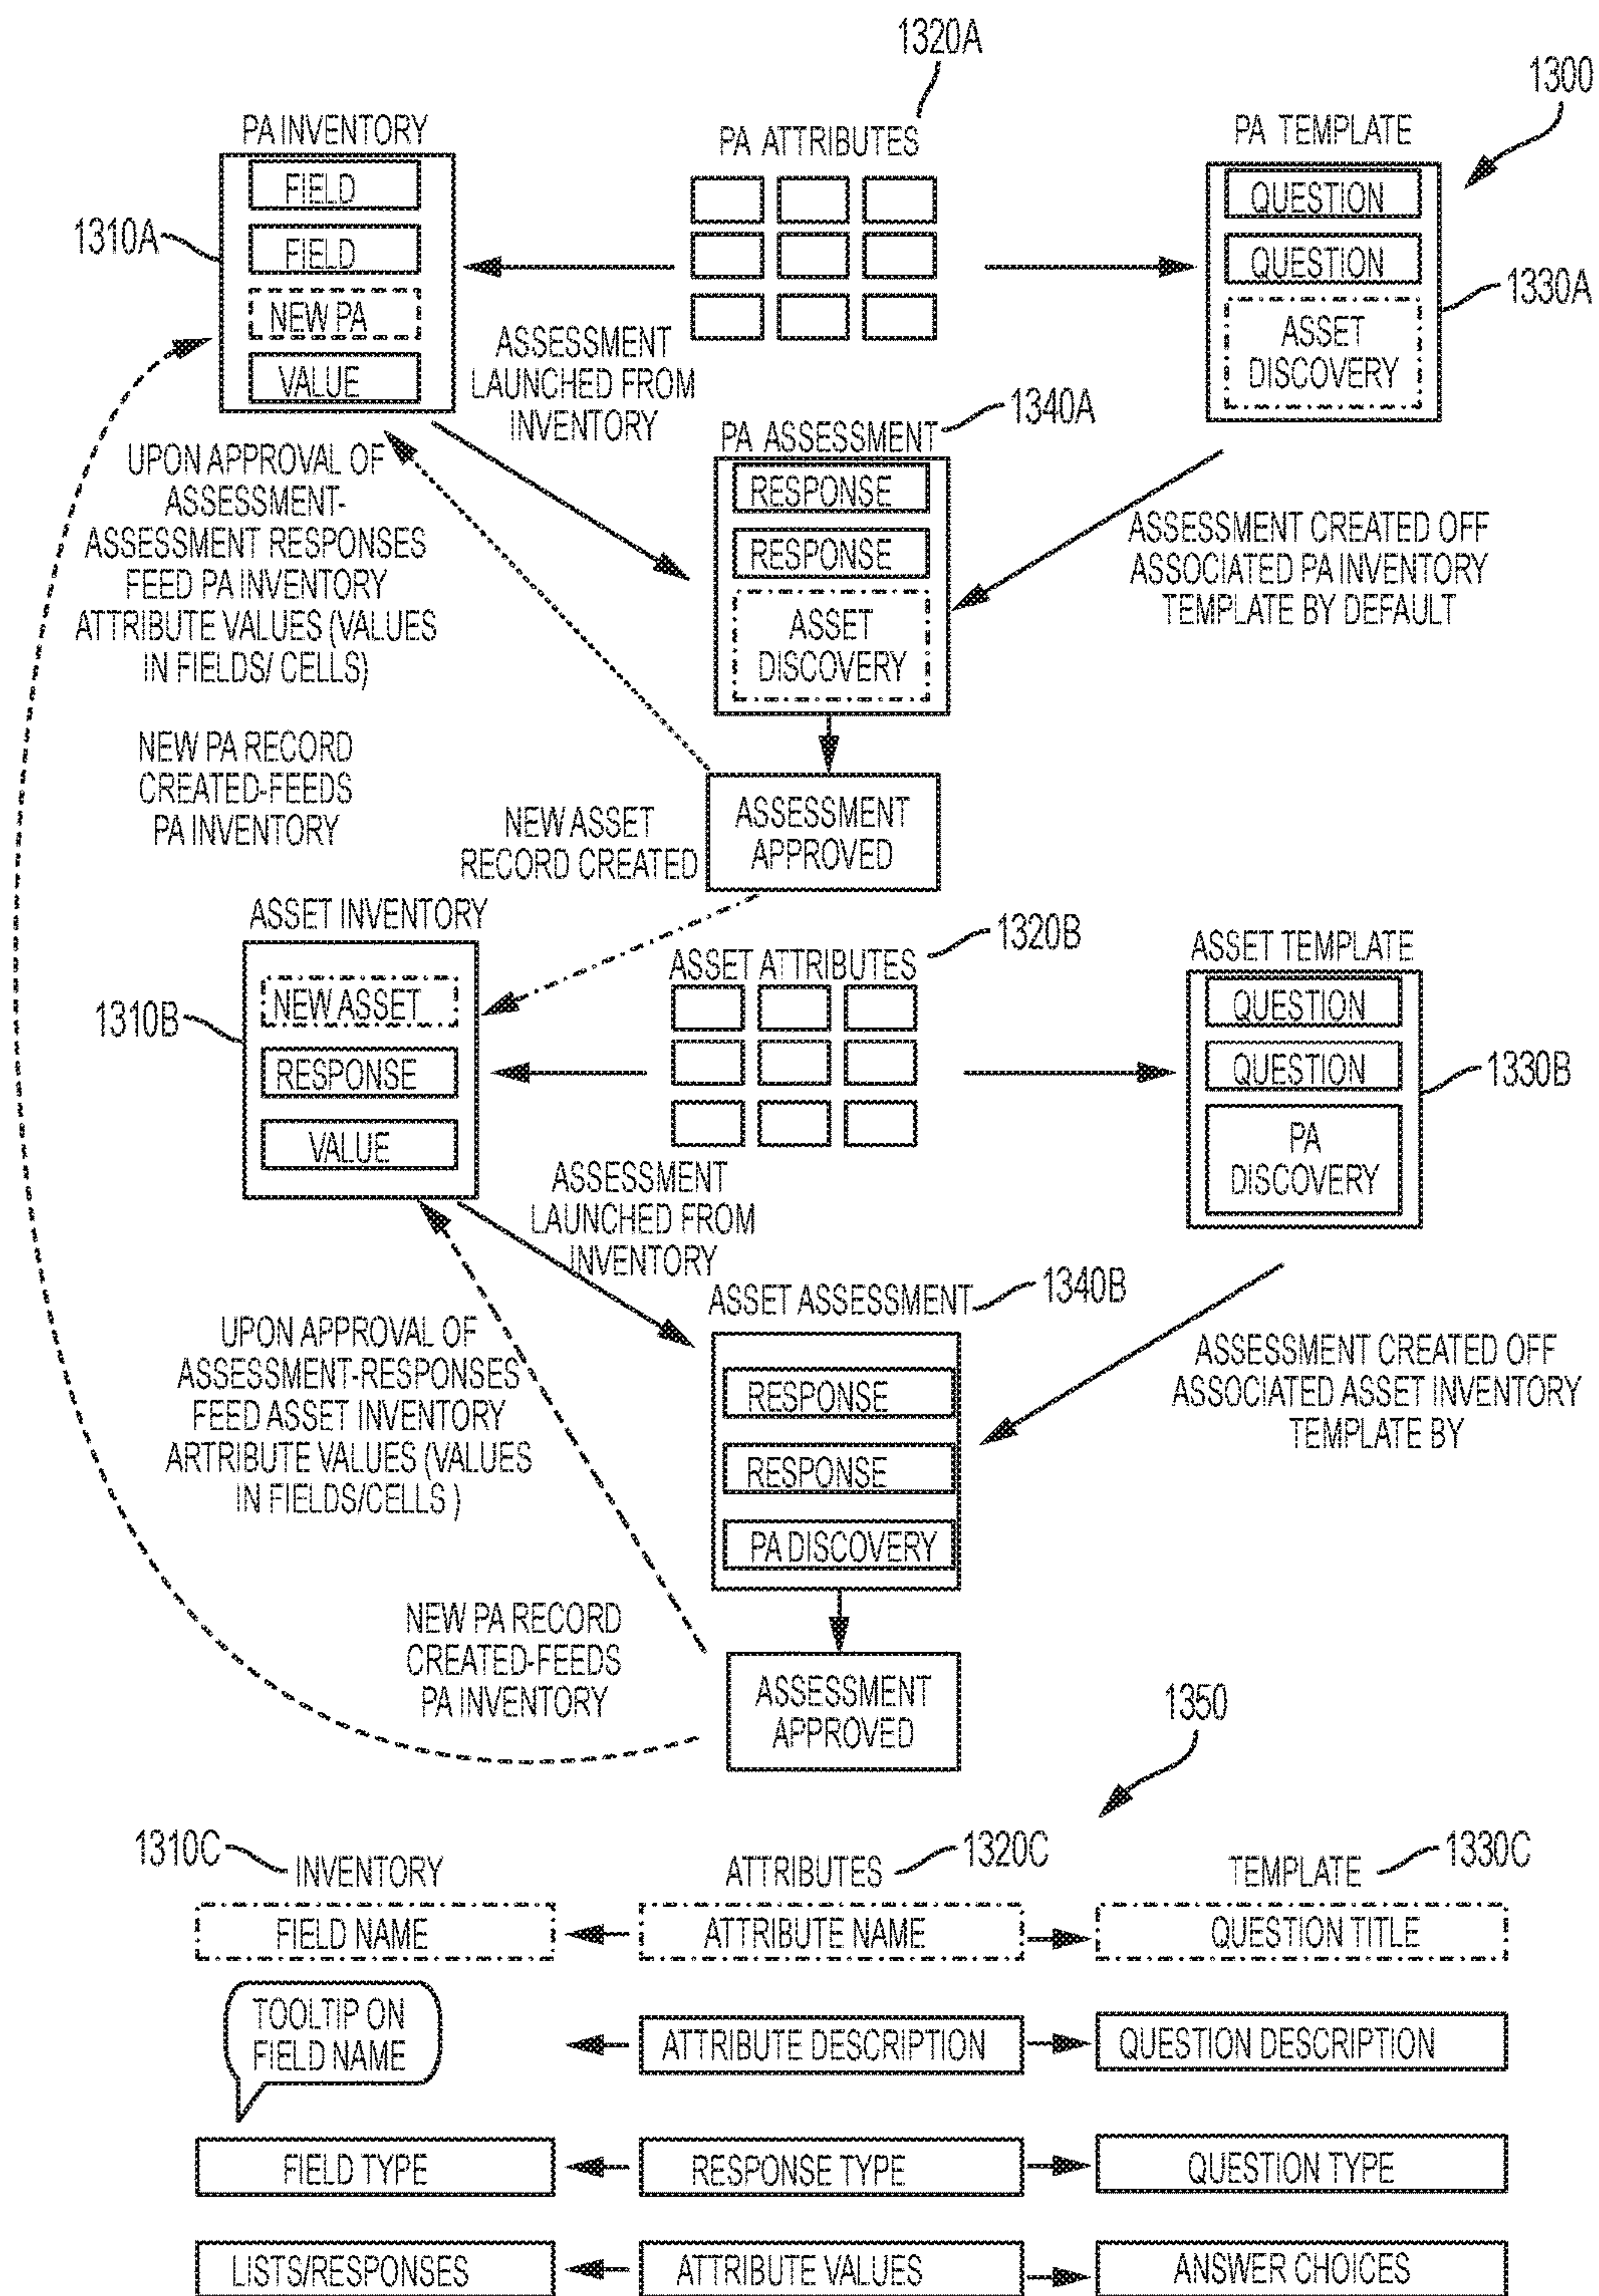 1320A
1300
PA INVENTORY
PA ATTRIBUTES
PA TEMPLATE
FIELD
FIELD
NEW PA
VALUE
1310A
QUESTION
QUESTION
ASSET
DISCOVERY
1330A
ASSESSMENT
LAUNCHED FROM
INVENTORY
1340A
PA ASSESSMENT
RESPONSE
RESPONSE
ASSET
DISCOVERY
UPON APPROVAL OF
ASSESSMENT-
ASSESSMENT RESPONSES
FEED PA INVENTORY
ATTRIBUTE VALUES (VALUES
IN FIELDS/ CELLS)
ASSESSMENT CREATED OFF
ASSOCIATED PA INVENTORY
TEMPLATE BY DEFAULT
NEW PA RECORD
CREATED-FEEDS
PA INVENTORY
NEW ASSET
RECORD CREATED
ASSESSMENT
APPROVED
ASSET INVENTORY
1320B
ASSET ATTRIBUTES
ASSET TEMPLATE
1310B
NEW ASSET
RESPONSE
VALUE
QUESTION
QUESTION
PA
DISCOVERY
1330B
ASSESSMENT
LAUNCHED FROM
INVENTORY
1340B
ASSET ASSESSMENT
RESPONSE
RESPONSE
PA DISCOVERY
UPON APPROVAL OF
ASSESSMENT-RESPONSES
FEED ASSET INVENTORY
ARTRIBUTE VALUES (VALUES
IN FIELDS/CELLS )
ASSESSMENT CREATED OFF
ASSOCIATED ASSET INVENTORY
TEMPLATE BY
NEW PA RECORD
CREATED-FEEDS
PA INVENTORY
ASSESSMENT
APPROVED
1350
1310C
INVENTORY
ATTRIBUTES
1320C
TEMPLATE
1330C
FIELD NAME
ATTRIBUTE NAME
QUESTION TITLE
TOOLTIP ON
FIELD NAME
ATTRIBUTE DESCRIPTION
QUESTION DESCRIPTION
FIELD TYPE
RESPONSE TYPE
QUESTION TYPE
LISTS/RESPONSES
ATTRIBUTE VALUES
ANSWER CHOICES